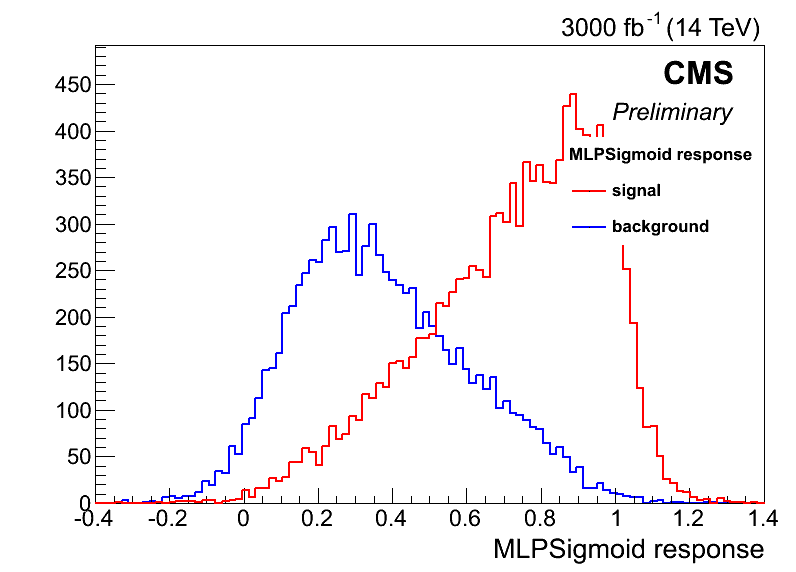 3000 fb-1 (14 TeV)
CMS
Preliminary
MLPSigmoid response
signal
background
450
400
350
300
250
200
150
100
50
0
-0.4 -0.2 0 0.2 0.4 0.6 0.8 1 1.2 1.4
MLPSigmoid response